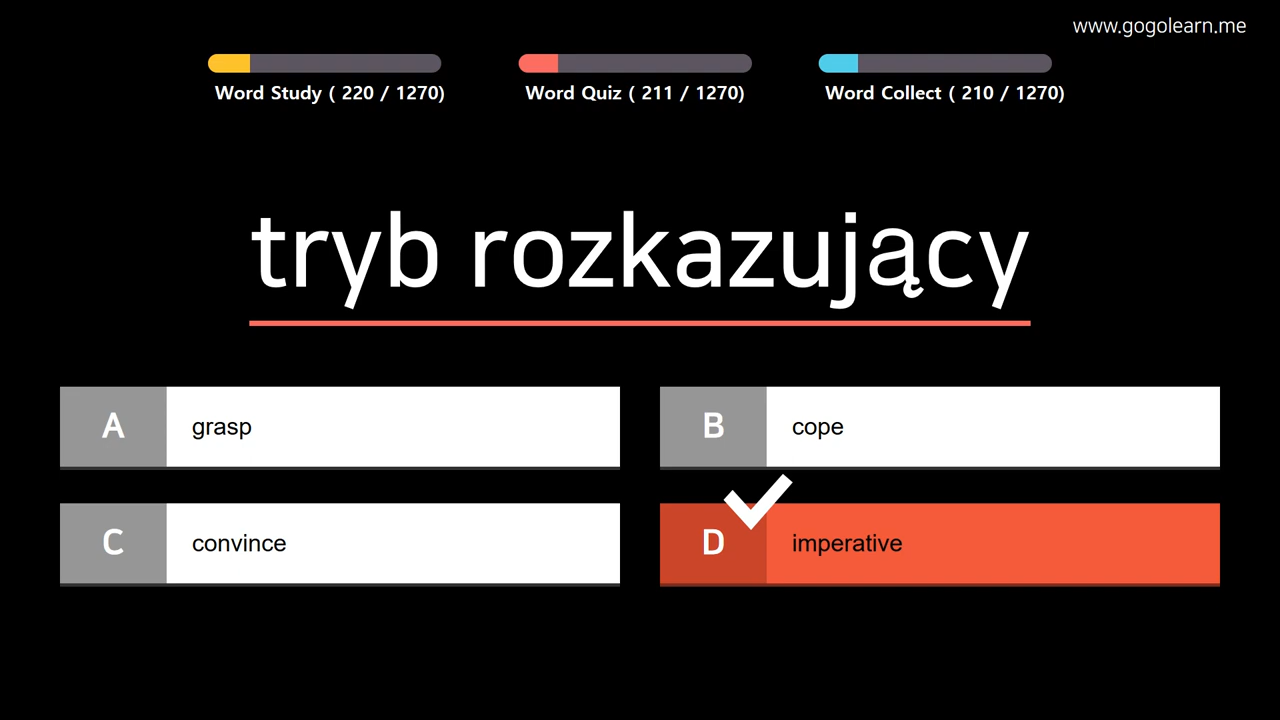 www.gogolearn.me
Word Study ( 220 / 1270)
Word Quiz ( 211 / 1270)
Word Collect ( 210 / 1270)
tryb rozkazujący
A grasp
B cope
C convince
D imperative